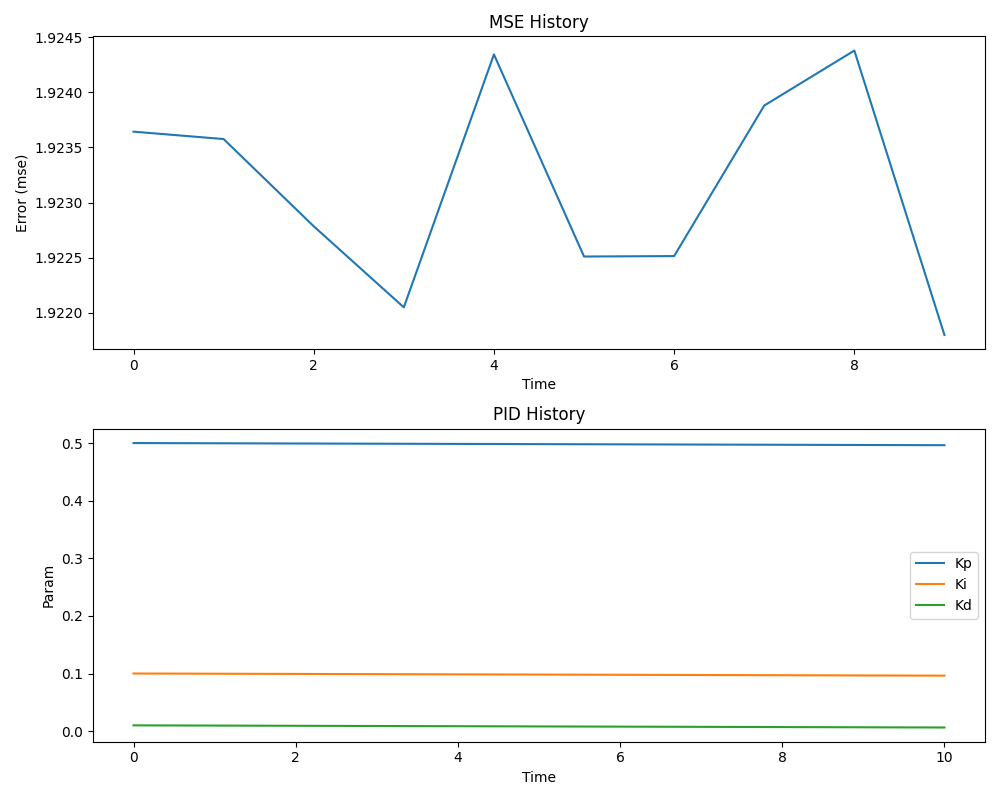 MSE History
1.9245
1.9240
1.9235
1.9230
1.9225
1.9220
Error (mse)
0 2 4 6 8
Time
PID History
0.5
0.4
0.3
0.2
0.1
0.0
Param
Kp
Ki
Kd
0 2 4 6 8 10
Time